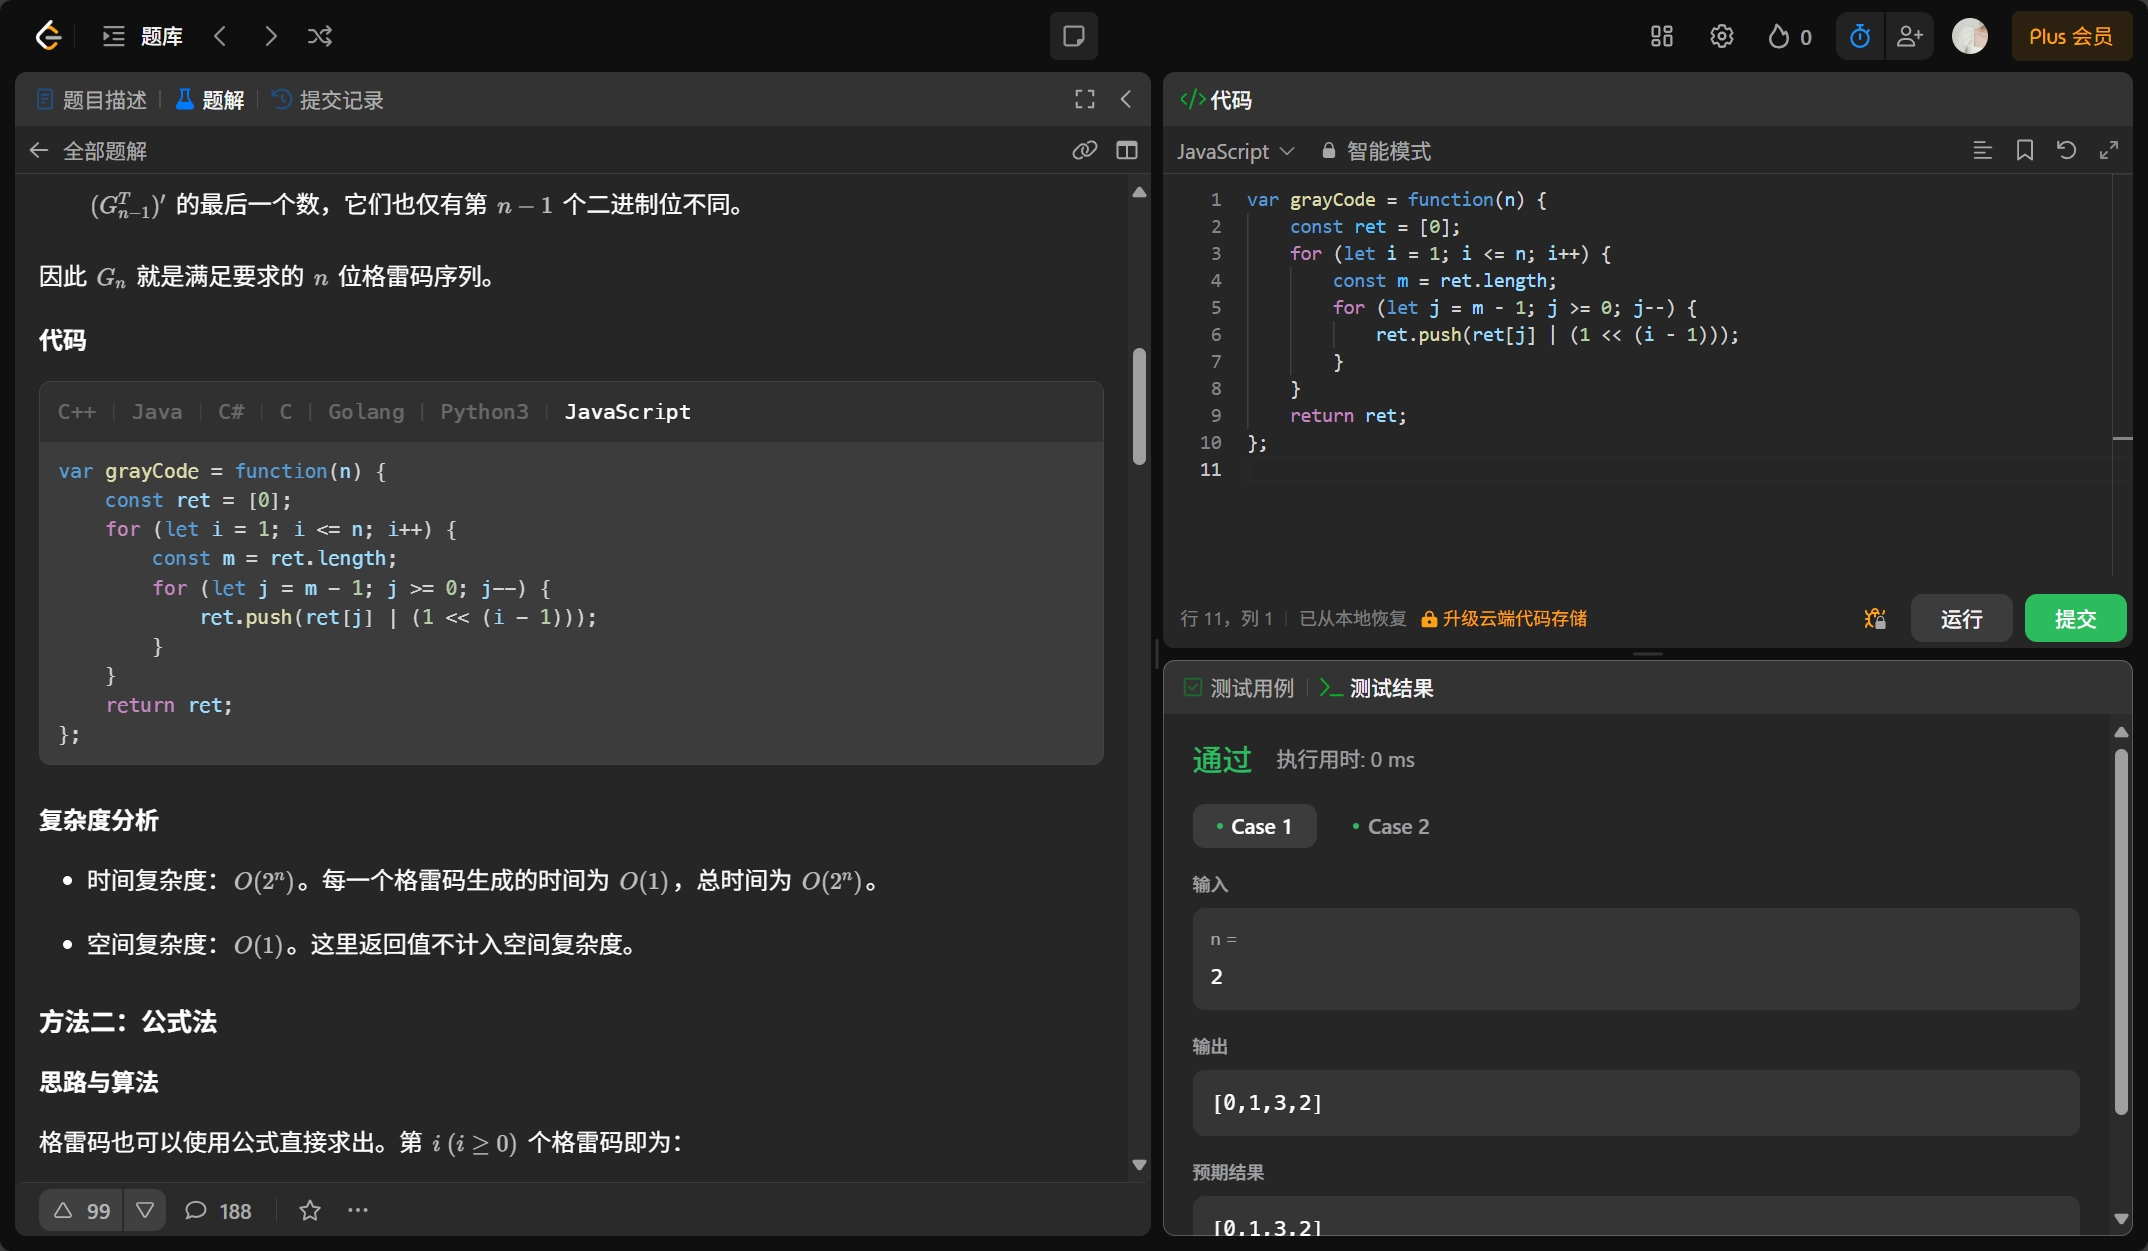 题库
0
Plus 会员
题目描述
题解
提交记录
全部题解
(G^T_{n−1})′ 的最后一个数，它们也仅有第 n − 1 个二进制位不同。
因此 G_n 就是满足要求的 n 位格雷码序列。
代码
C++ | Java | C# | C | Golang | Python3 | JavaScript
var grayCode = function(n) {
    const ret = [0];
    for (let i = 1; i <= n; i++) {
        const m = ret.length;
        for (let j = m - 1; j >= 0; j--) {
            ret.push(ret[j] | (1 << (i - 1)));
        }
    }
    return ret;
};
复杂度分析
• 时间复杂度：O(2^n)。每一个格雷码生成的时间为 O(1)，总时间为 O(2^n)。
• 空间复杂度：O(1)。这里返回值不计入空间复杂度。
方法二：公式法
思路与算法
格雷码也可以使用公式直接求出。第 i (i ≥ 0) 个格雷码即为：
99
188
</>代码
JavaScript
智能模式
1 var grayCode = function(n) {
2     const ret = [0];
3     for (let i = 1; i <= n; i++) {
4         const m = ret.length;
5         for (let j = m - 1; j >= 0; j--) {
6             ret.push(ret[j] | (1 << (i - 1)));
7         }
8     }
9     return ret;
10 };
11
行 11，列 1 | 已从本地恢复 升级云端代码存储
运行
提交
测试用例
测试结果
通过 执行用时: 0 ms
• Case 1
• Case 2
输入
n =
2
输出
[0,1,3,2]
预期结果
[0,1,3,2]